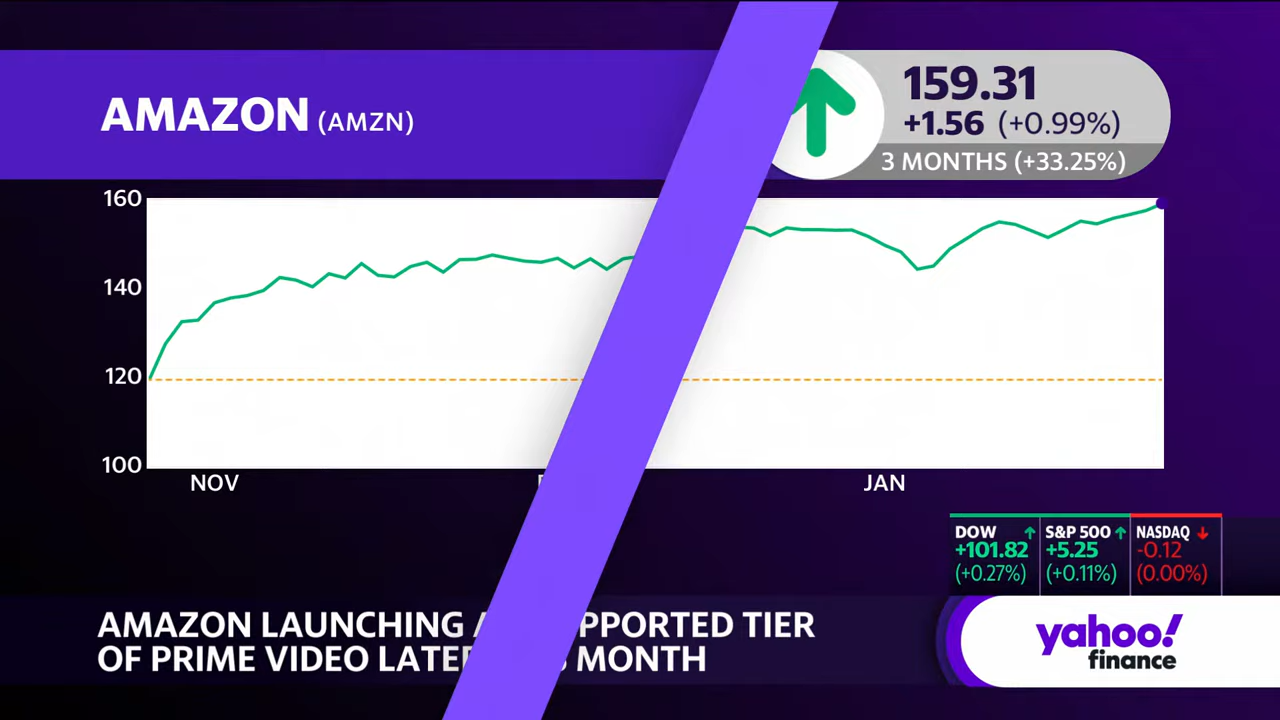 AMAZON (AMZN)
159.31
+1.56 (+0.99%)
3 MONTHS (+33.25%)
160
140
120
100
NOV
JAN
DOW
+101.82
(+0.27%)
S&P 500
+5.25
(+0.11%)
NASDAQ
-0.12
(0.00%)
AMAZON LAUNCHING PPORTED TIER
OF PRIME VIDEO LATE MONTH
yahoo!
finance